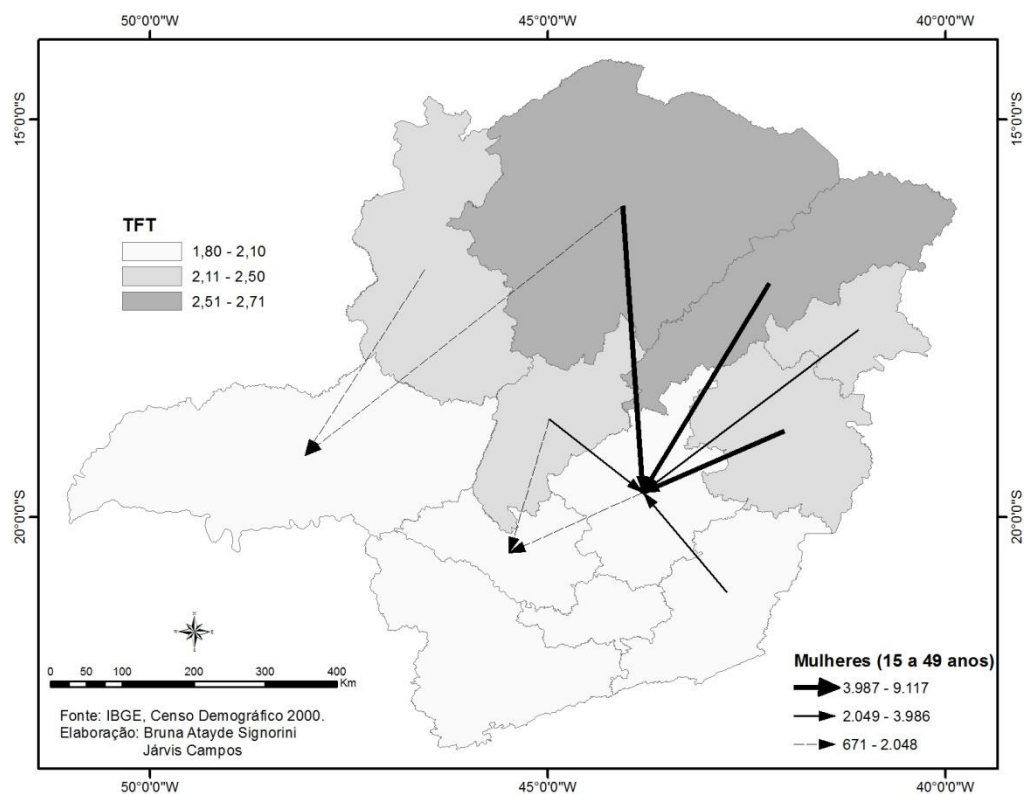 50°0'0"W 45°0'0"W 40°0'0"W
15°0'0"S 15°0'0"S
TFT
1,80 - 2,10
2,11 - 2,50
2,51 - 2,71
20°0'0"S 20°0'0"S
0 50 100 200 300 400
Km
Fonte: IBGE, Censo Demográfico 2000.
Elaboração: Bruna Atayde Signorini
Járvis Campos
Mulheres (15 a 49 anos)
3.987 - 9.117
2.049 - 3.986
671 - 2.048
50°0'0"W 45°0'0"W 40°0'0"W